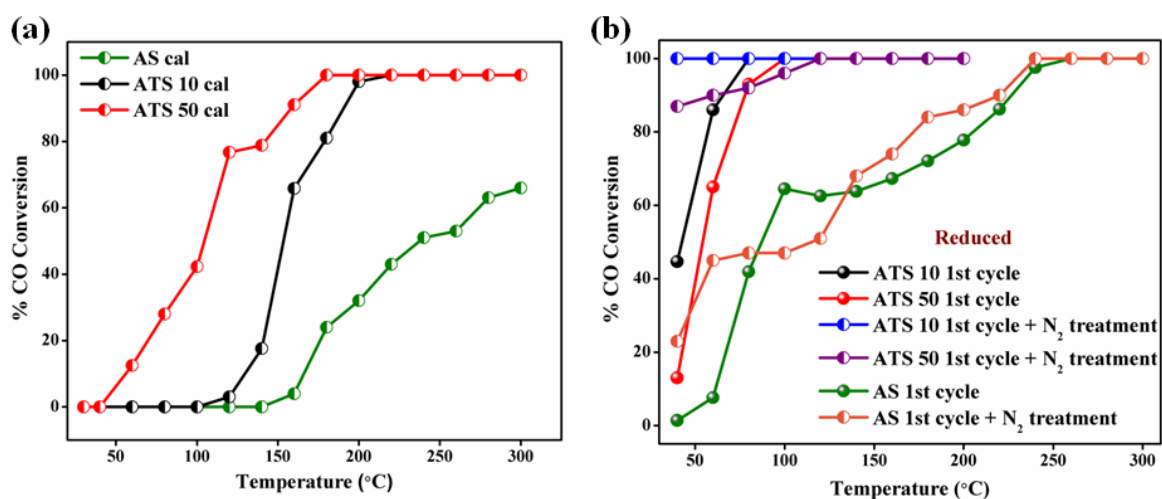 (a)
AS cal
ATS 10 cal
ATS 50 cal
% CO Conversion
100
80
60
40
20
0
50
100
150
200
250
300
Temperature (°C)
(b)
% CO Conversion
100
80
60
40
20
0
Reduced
ATS 10 1st cycle
ATS 50 1st cycle
ATS 10 1st cycle + N₂ treatment
ATS 50 1st cycle + N₂ treatment
AS 1st cycle
AS 1st cycle + N₂ treatment
50
100
150
200
250
300
Temperature (°C)